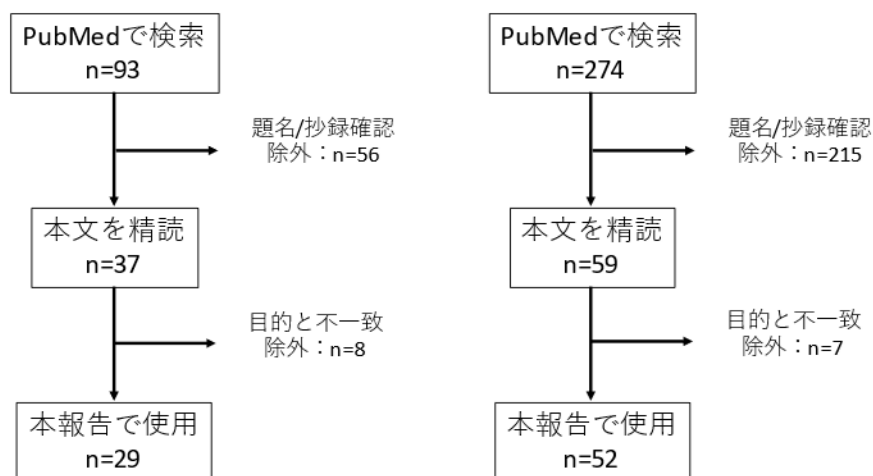 PubMedで検索
n=93
題名/抄録確認
除外：n=56
本文を精読
n=37
目的と不一致
除外：n=8
本報告で使用
n=29
PubMedで検索
n=274
題名/抄録確認
除外：n=215
本文を精読
n=59
目的と不一致
除外：n=7
本報告で使用
n=52